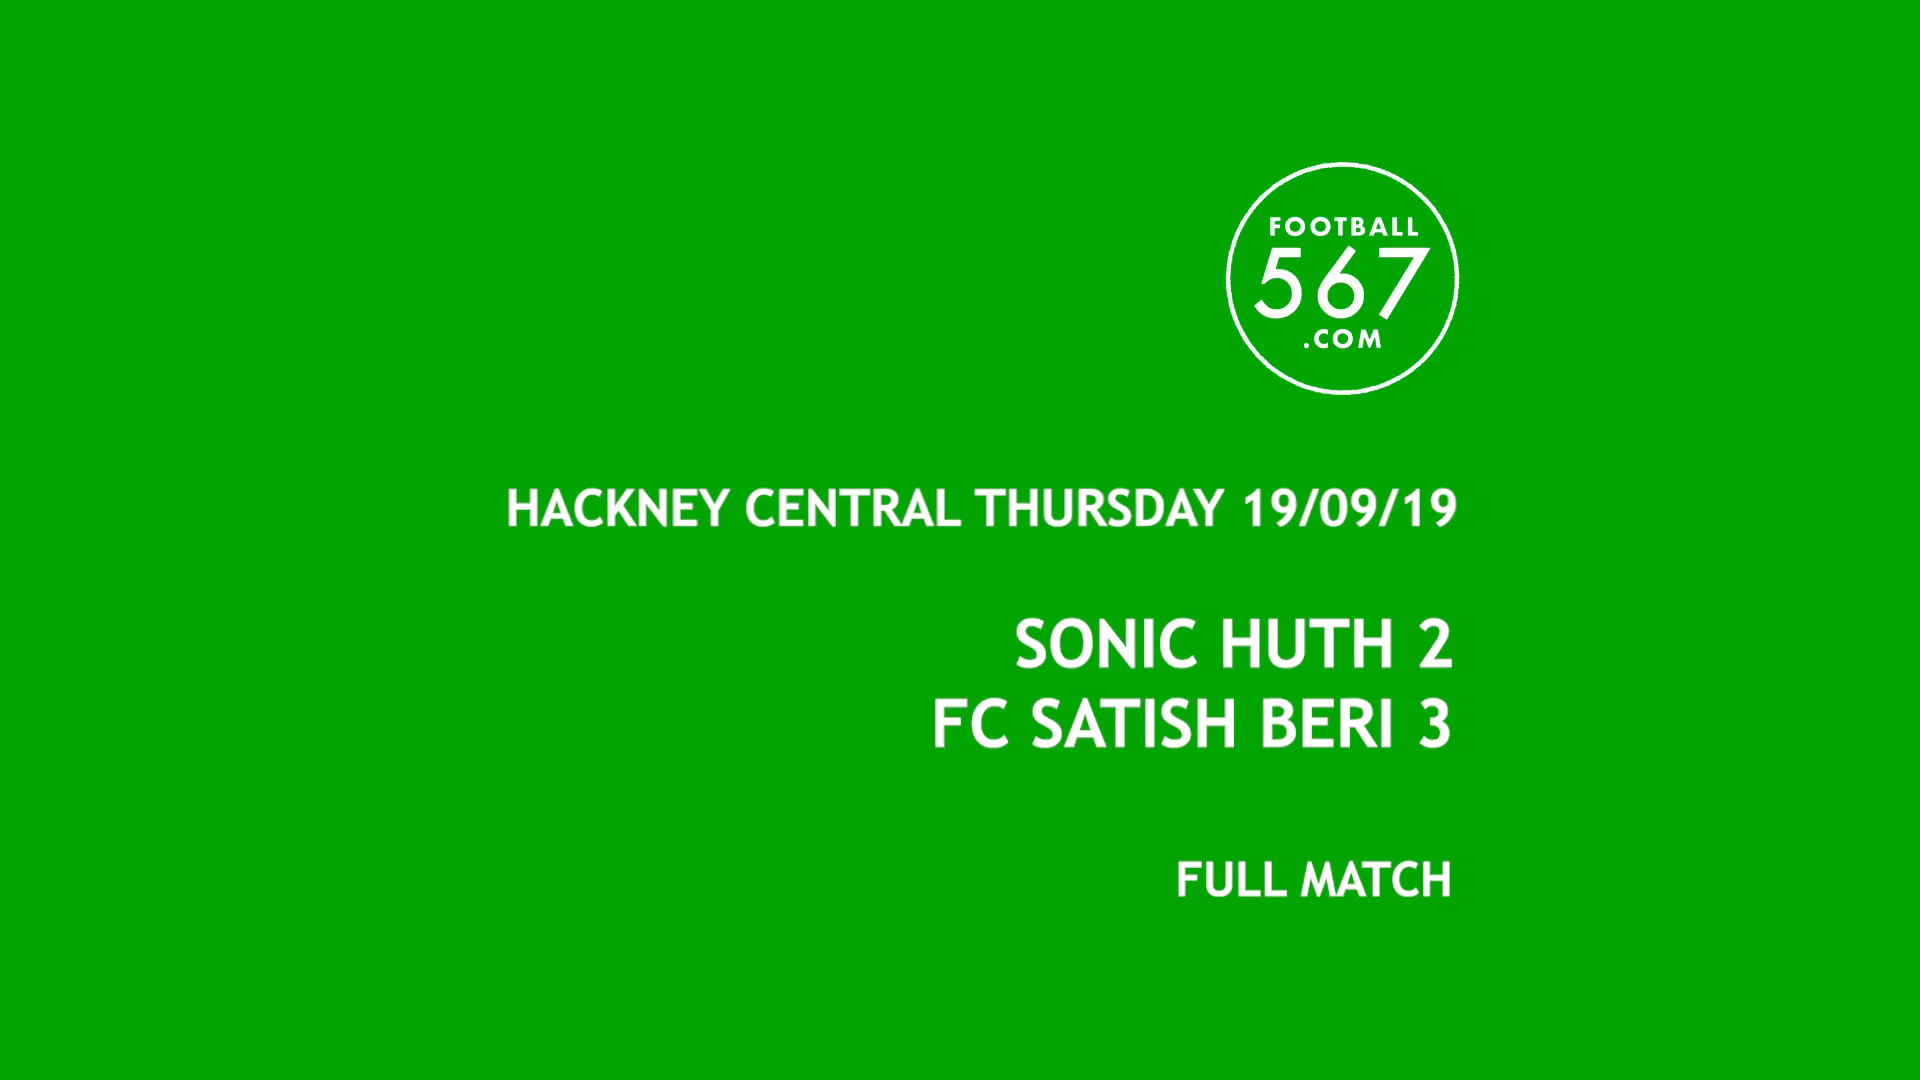 FOOTBALL
567
.COM
HACKNEY CENTRAL THURSDAY 19/09/19
SONIC HUTH 2
FC SATISH BERI 3
FULL MATCH